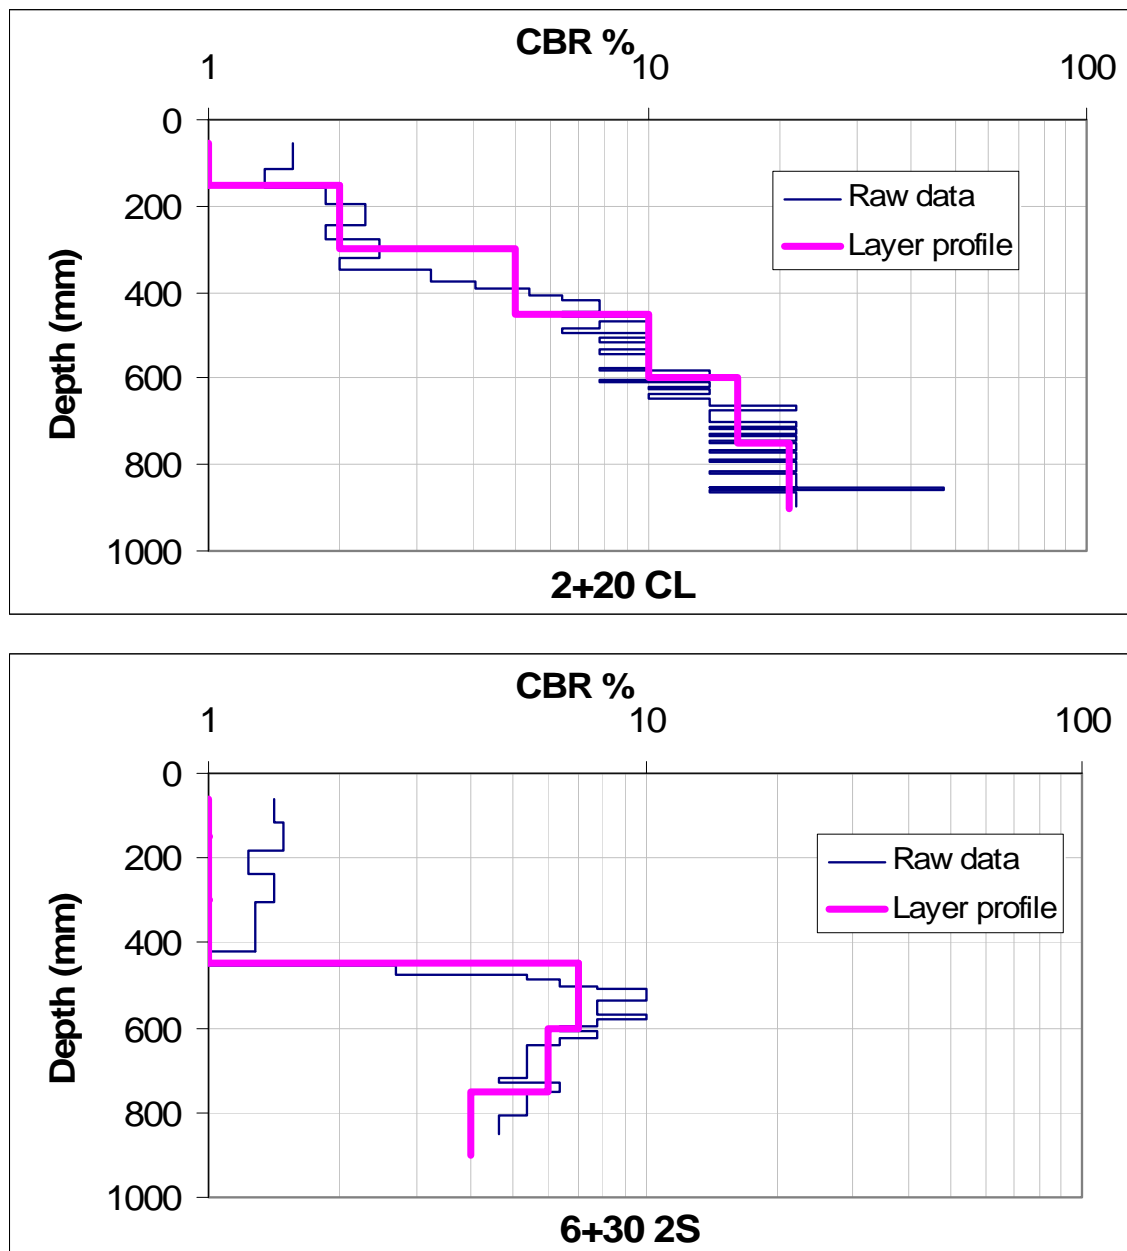 CBR %
1 10 100
0
200
400
600
800
1000
Depth (mm)
Raw data
Layer profile
2+20 CL
CBR %
1 10 100
0
200
400
600
800
1000
Depth (mm)
Raw data
Layer profile
6+30 2S